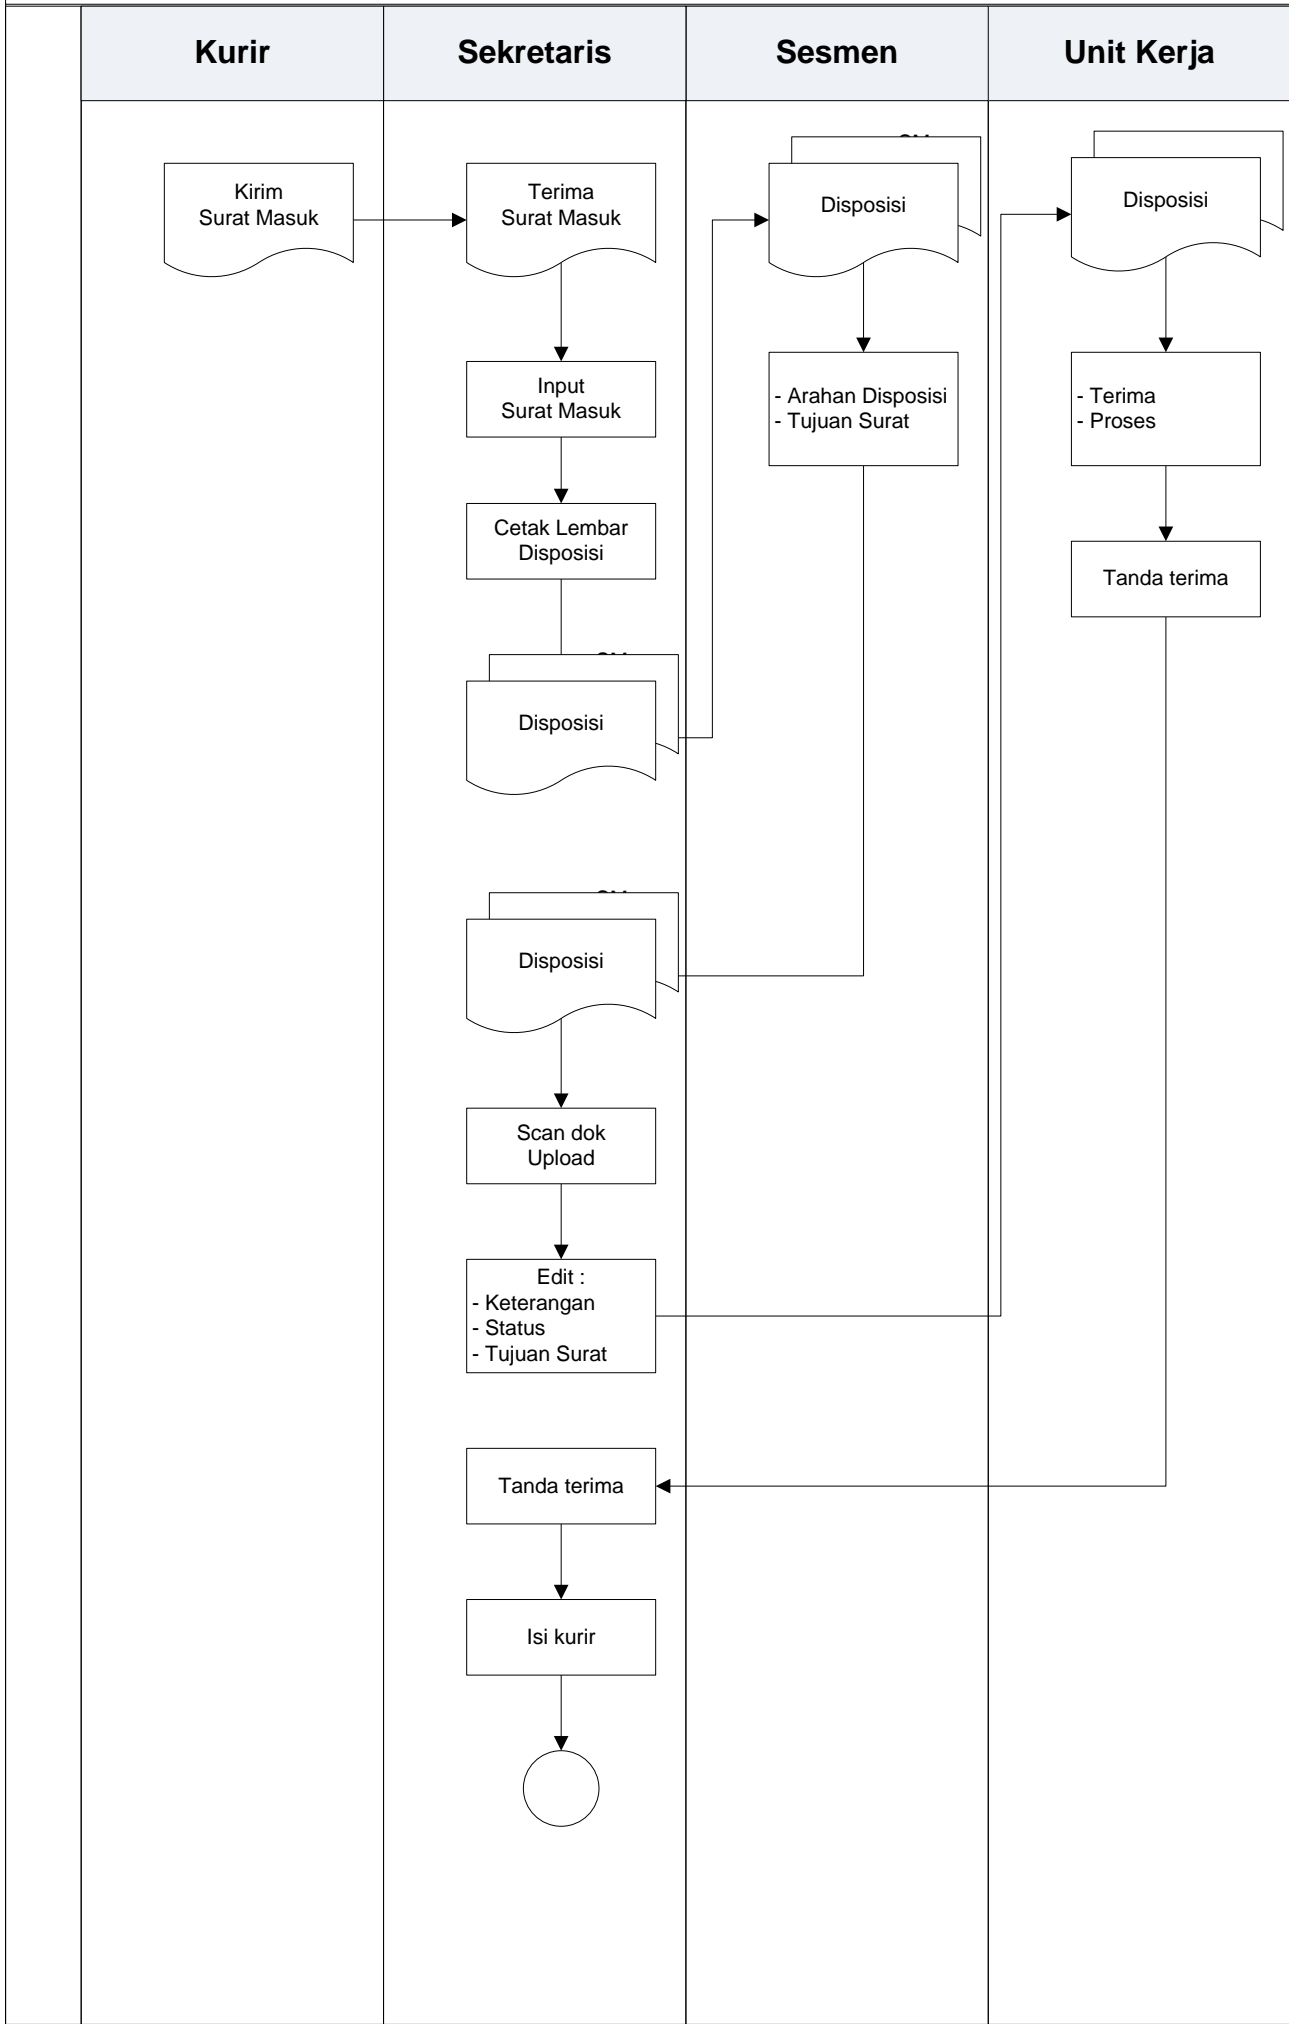 Kurir
Sekretaris
Sesmen
Unit Kerja
Kirim
Surat Masuk
Terima
Surat Masuk
Disposisi
Disposisi
Input
Surat Masuk
- Arahan Disposisi
- Tujuan Surat
- Terima
- Proses
Cetak Lembar
Disposisi
Tanda terima
Disposisi
Disposisi
Scan dok
Upload
Edit :
- Keterangan
- Status
- Tujuan Surat
Tanda terima
Isi kurir